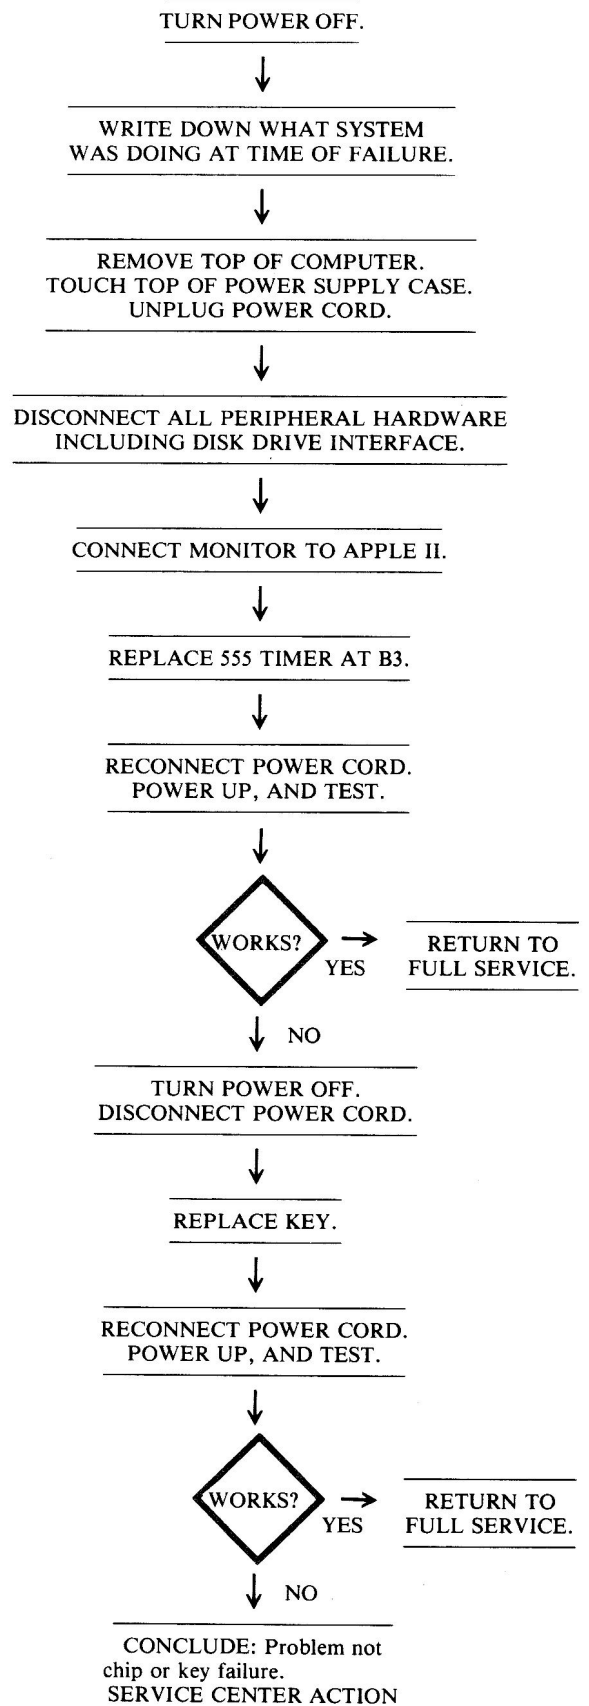 TURN POWER OFF.
WRITE DOWN WHAT SYSTEM
WAS DOING AT TIME OF FAILURE.
REMOVE TOP OF COMPUTER.
TOUCH TOP OF POWER SUPPLY CASE.
UNPLUG POWER CORD.
DISCONNECT ALL PERIPHERAL HARDWARE
INCLUDING DISK DRIVE INTERFACE.
CONNECT MONITOR TO APPLE II.
REPLACE 555 TIMER AT B3.
RECONNECT POWER CORD.
POWER UP, AND TEST.
WORKS?
YES
RETURN TO
FULL SERVICE.
NO
TURN POWER OFF.
DISCONNECT POWER CORD.
REPLACE KEY.
RECONNECT POWER CORD.
POWER UP, AND TEST.
WORKS?
YES
RETURN TO
FULL SERVICE.
NO
CONCLUDE: Problem not
chip or key failure.
SERVICE CENTER ACTION